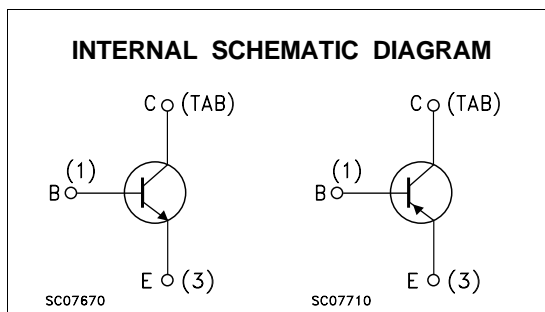 INTERNAL SCHEMATIC DIAGRAM
C (TAB) C (TAB)
(1) (1)
B B
E (3) E (3)
SC07670 SC07710